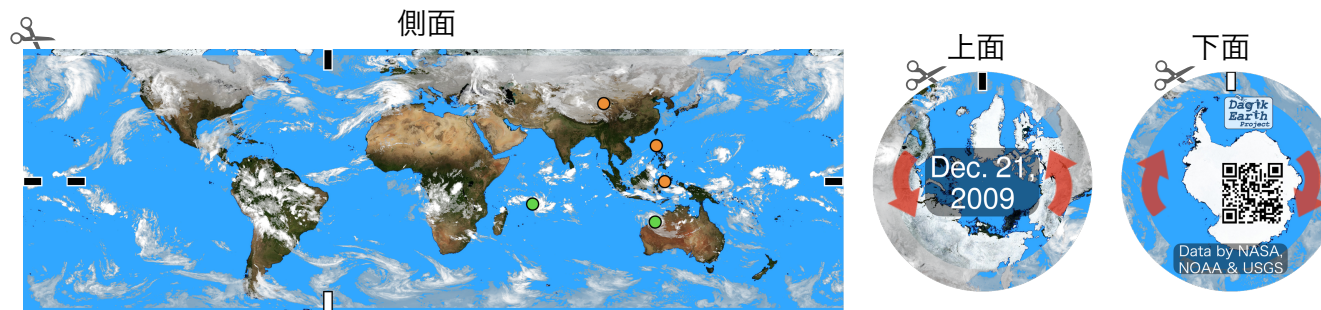 側面
上面
下面
Dec. 21,
2009
Dagik
Earth
Project
Data by NASA,
NOAA & USGS